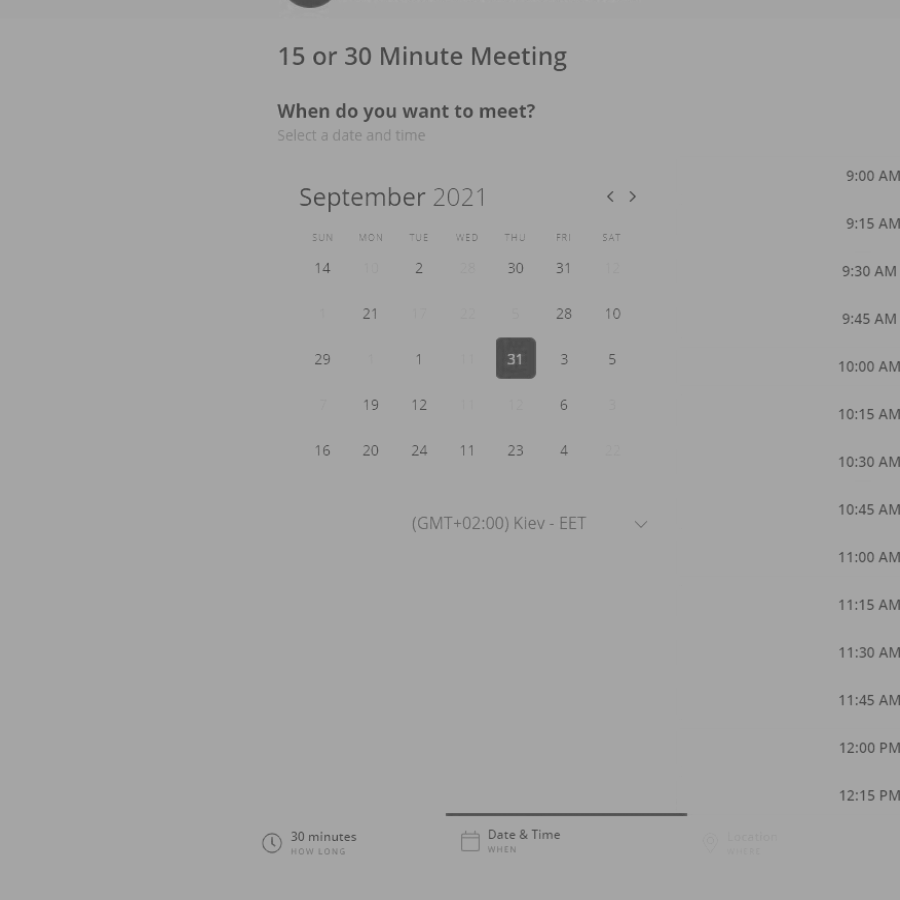 15 or 30 Minute Meeting
When do you want to meet?
Select a date and time
September 2021
SUN MON TUE WED THU FRI SAT
14 2 28 30 31 12
1 21 17 22 5 28 10
29 1 11 31 3 5
7 19 12 11 12 6 3
16 20 24 11 23 4 22
(GMT+02:00) Kiev - EET
9:00 AM
9:15 AM
9:30 AM
9:45 AM
10:00 AM
10:15 AM
10:30 AM
10:45 AM
11:00 AM
11:15 AM
11:30 AM
11:45 AM
12:00 PM
12:15 PM
30 minutes
HOW LONG
Date & Time
WHEN
Location